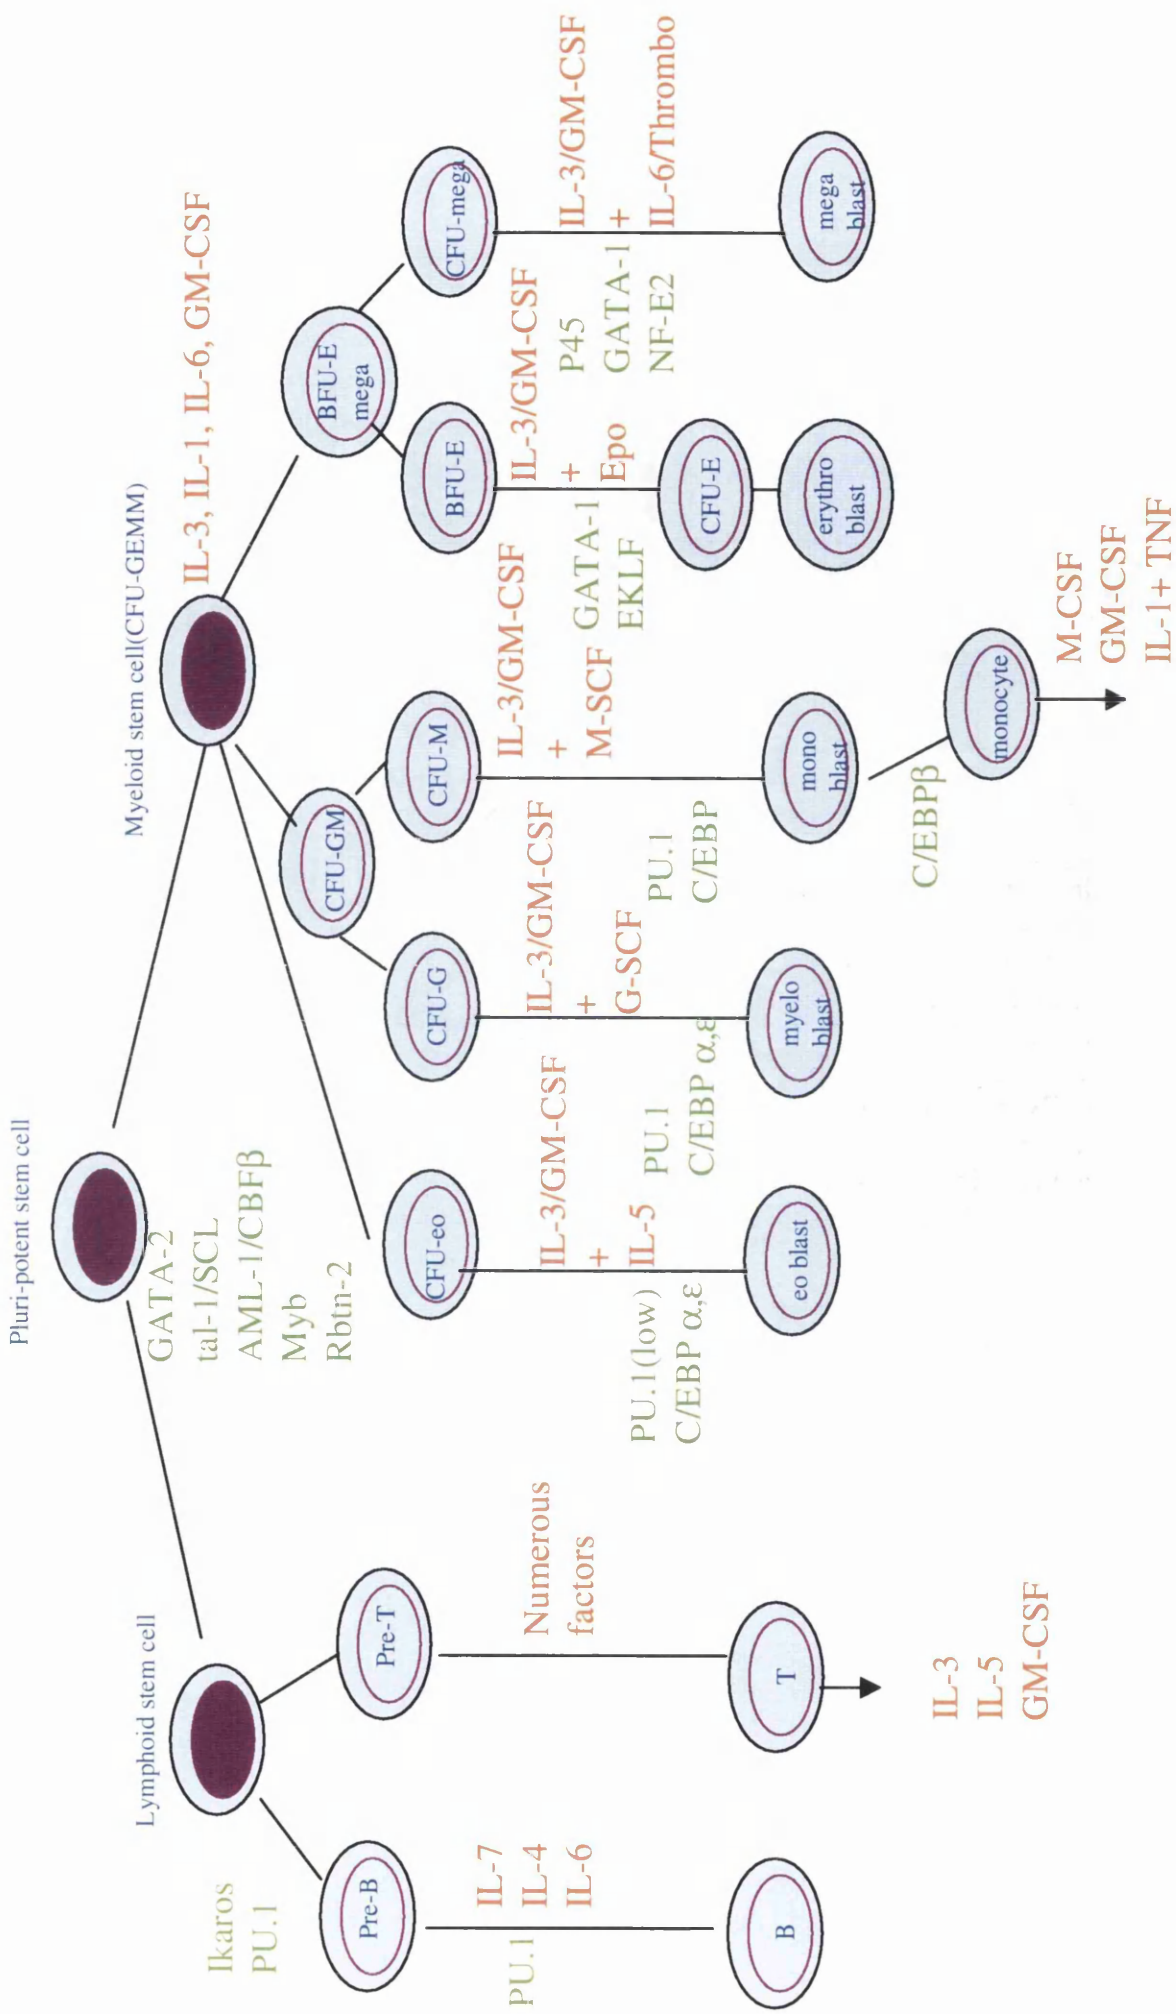 Pluri-potent stem cell
GATA-2
tal-1/SCL
AML-1/CBFβ
Myb
Rbtn-2
Lymphoid stem cell
Ikaros
PU.1
Pre-B
PU.1
IL-7
IL-4
IL-6
B
Pre-T
Numerous
factors
T
IL-3
IL-5
GM-CSF
Myeloid stem cell(CFU-GEMM)
IL-3, IL-1, IL-6, GM-CSF
CFU-eo
IL-3/GM-CSF
+
IL-5
PU.1(low)
C/EBP α,ε
eo blast
CFU-GM
CFU-G
IL-3/GM-CSF
+
G-SCF
PU.1
C/EBP α,ε
myelo
blast
CFU-M
IL-3/GM-CSF
+
M-SCF
PU.1
C/EBP
mono
blast
C/EBPβ
monocyte
M-CSF
GM-CSF
IL-1+ TNF
BFU-E
mega
BFU-E
IL-3/GM-CSF
+
Epo
GATA-1
EKLF
CFU-E
erythro
blast
CFU-mega
IL-3/GM-CSF
+
IL-6/Thrombo
P45
GATA-1
NF-E2
mega
blast